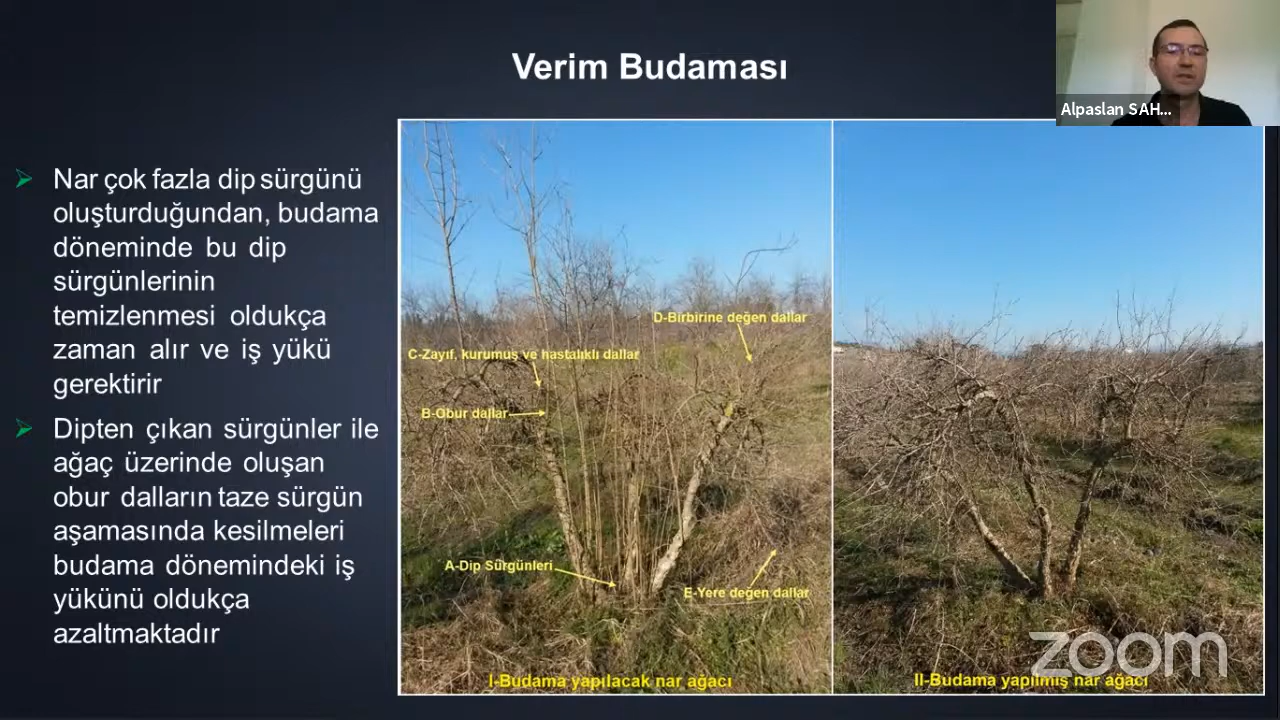 Verim Budaması
Alpaslan SAH...
Nar çok fazla dip sürgünü
oluşturduğundan, budama
döneminde bu dip
sürgünlerinin
temizlenmesi oldukça
zaman alır ve iş yükü
gerektirir
Dipten çıkan sürgünler ile
ağaç üzerinde oluşan
obur dalların taze sürgün
aşamasında kesilmeleri
budama dönemindeki iş
yükünü oldukça
azaltmaktadır
D-Birbirine değen dallar
C-Zayıf, kurumuş ve hastalıklı dallar
B-Obur dallar
A-Dip Sürgünleri
E-Yere değen dallar
I-Budama yapılacak nar ağacı
II-Budama yapılmış nar ağacı
zoom